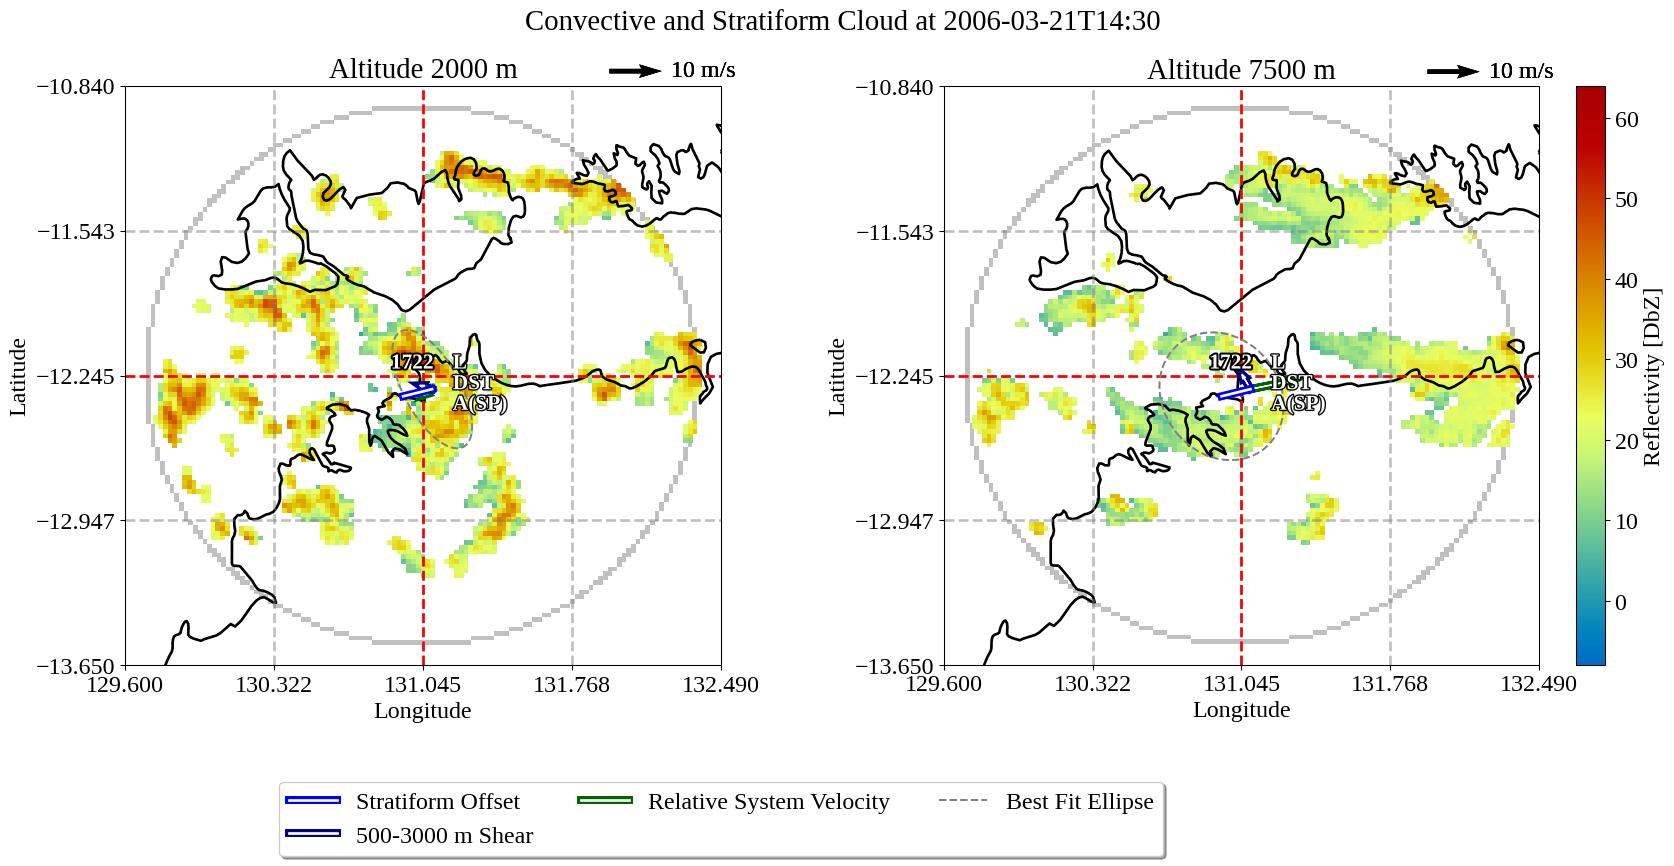 Convective and Stratiform Cloud at 2006-03-21T14:30
Altitude 2000 m
10 m/s
Altitude 7500 m
10 m/s
−10.840
−11.543
−12.245
−12.947
−13.650
129.600
130.322
131.045
131.768
132.490
Longitude
Latitude
1722
L
DST
A(SP)
−10.840
−11.543
−12.245
−12.947
−13.650
129.600
130.322
131.045
131.768
132.490
Longitude
Latitude
1722
L
DST
A(SP)
60
50
40
30
20
10
0
Reflectivity [DbZ]
Stratiform Offset
500-3000 m Shear
Relative System Velocity
Best Fit Ellipse